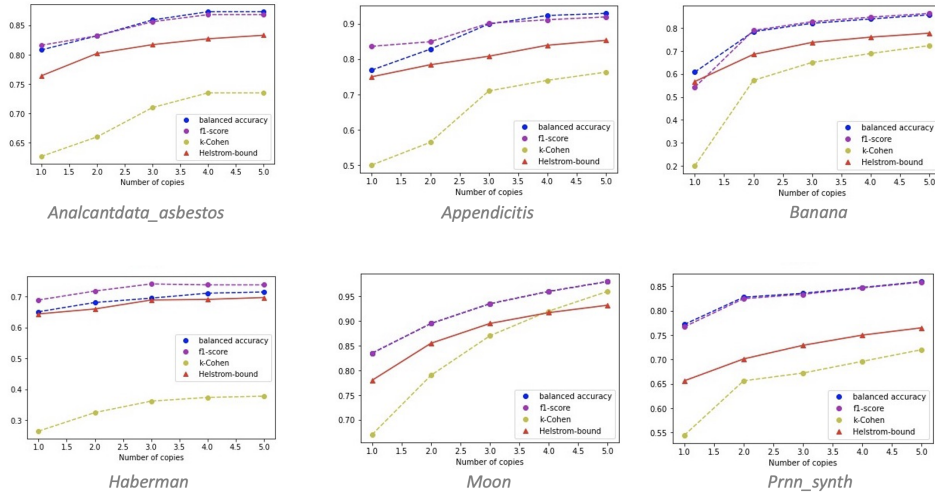 0.85
0.80
0.75
0.70
0.65
balanced accuracy
f1-score
k-Cohen
Helstrom-bound
1.0 1.5 2.0 2.5 3.0 3.5 4.0 4.5 5.0
Number of copies
Analcantdata_asbestos
0.9
0.8
0.7
0.6
0.5
balanced accuracy
f1-score
k-Cohen
Helstrom-bound
1.0 1.5 2.0 2.5 3.0 3.5 4.0 4.5 5.0
Number of copies
Appendicitis
0.8
0.7
0.6
0.5
0.4
0.3
0.2
balanced accuracy
f1-score
k-Cohen
Helstrom-bound
1.0 1.5 2.0 2.5 3.0 3.5 4.0 4.5 5.0
Number of copies
Banana
0.7
0.6
0.5
0.4
0.3
balanced accuracy
f1-score
k-Cohen
Helstrom-bound
1.0 1.5 2.0 2.5 3.0 3.5 4.0 4.5 5.0
Number of copies
Haberman
0.95
0.90
0.85
0.80
0.75
0.70
balanced accuracy
f1-score
k-Cohen
Helstrom-bound
1.0 1.5 2.0 2.5 3.0 3.5 4.0 4.5 5.0
Number of copies
Moon
0.85
0.80
0.75
0.70
0.65
0.60
0.55
balanced accuracy
f1-score
k-Cohen
Helstrom-bound
1.0 1.5 2.0 2.5 3.0 3.5 4.0 4.5 5.0
Number of copies
Prnn_synth